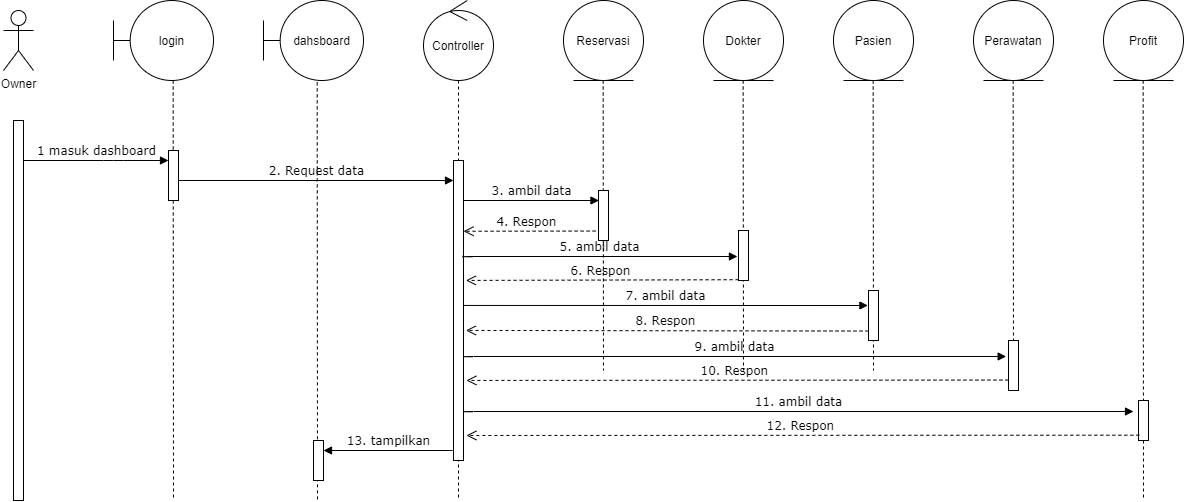 login
dahsboard
Controller
Reservasi
Dokter
Pasien
Perawatan
Profit
Owner
1 masuk dashboard
2. Request data
3. ambil data
4. Respon
5. ambil data
6. Respon
7. ambil data
8. Respon
9. ambil data
10. Respon
11. ambil data
12. Respon
13. tampilkan